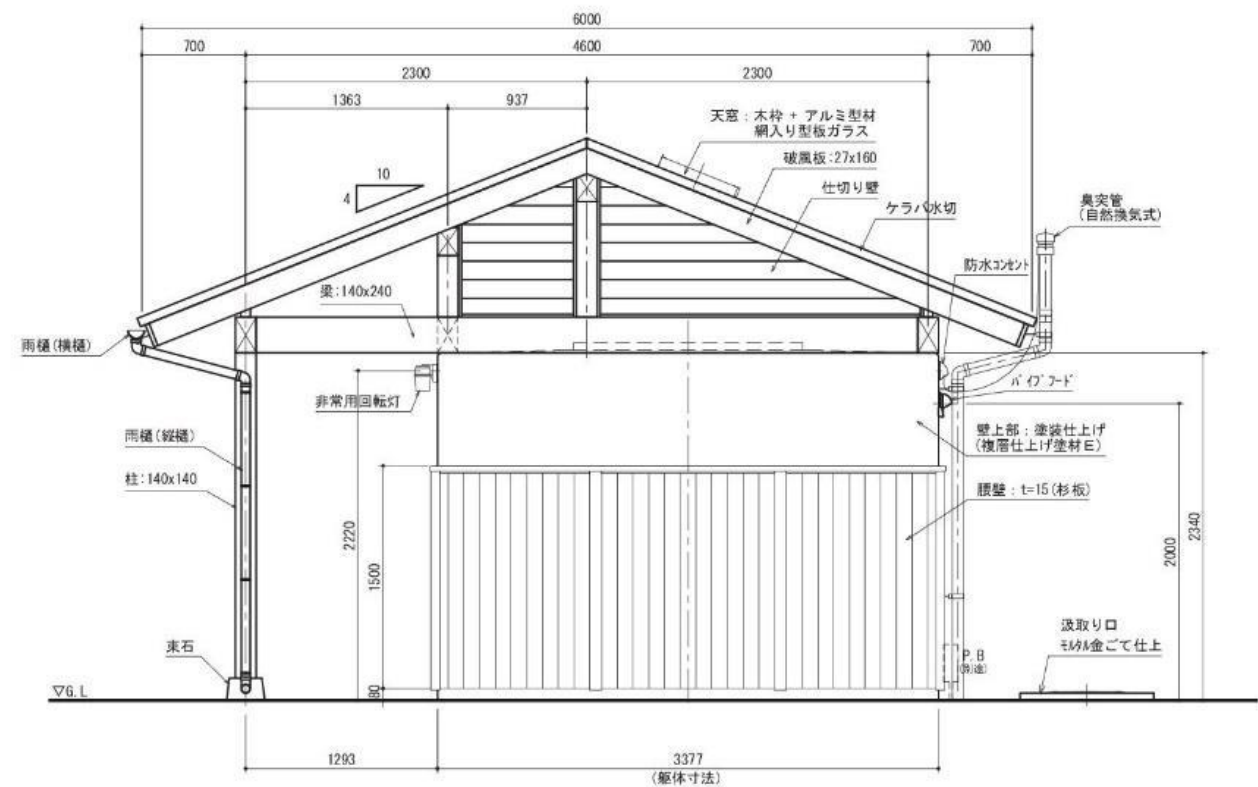 6000
700
4600
700
2300
2300
1363
937
天窓：木枠 + アルミ型材
網入り型板ガラス
破風板:27x160
10
4
仕切り壁
ケラバ水切
臭突管
(自然換気式)
防水コンセント
梁:140x240
雨樋(横樋)
非常用回転灯
パイプフード
壁上部：塗装仕上げ
(複層仕上げ塗材E)
雨樋(縦樋)
柱:140x140
腰壁：t=15(杉板)
2220
1500
2000
2340
束石
汲取り口
モルタル金ごて仕上
P.B
(別途)
▽G.L
80
1293
3377
(躯体寸法)